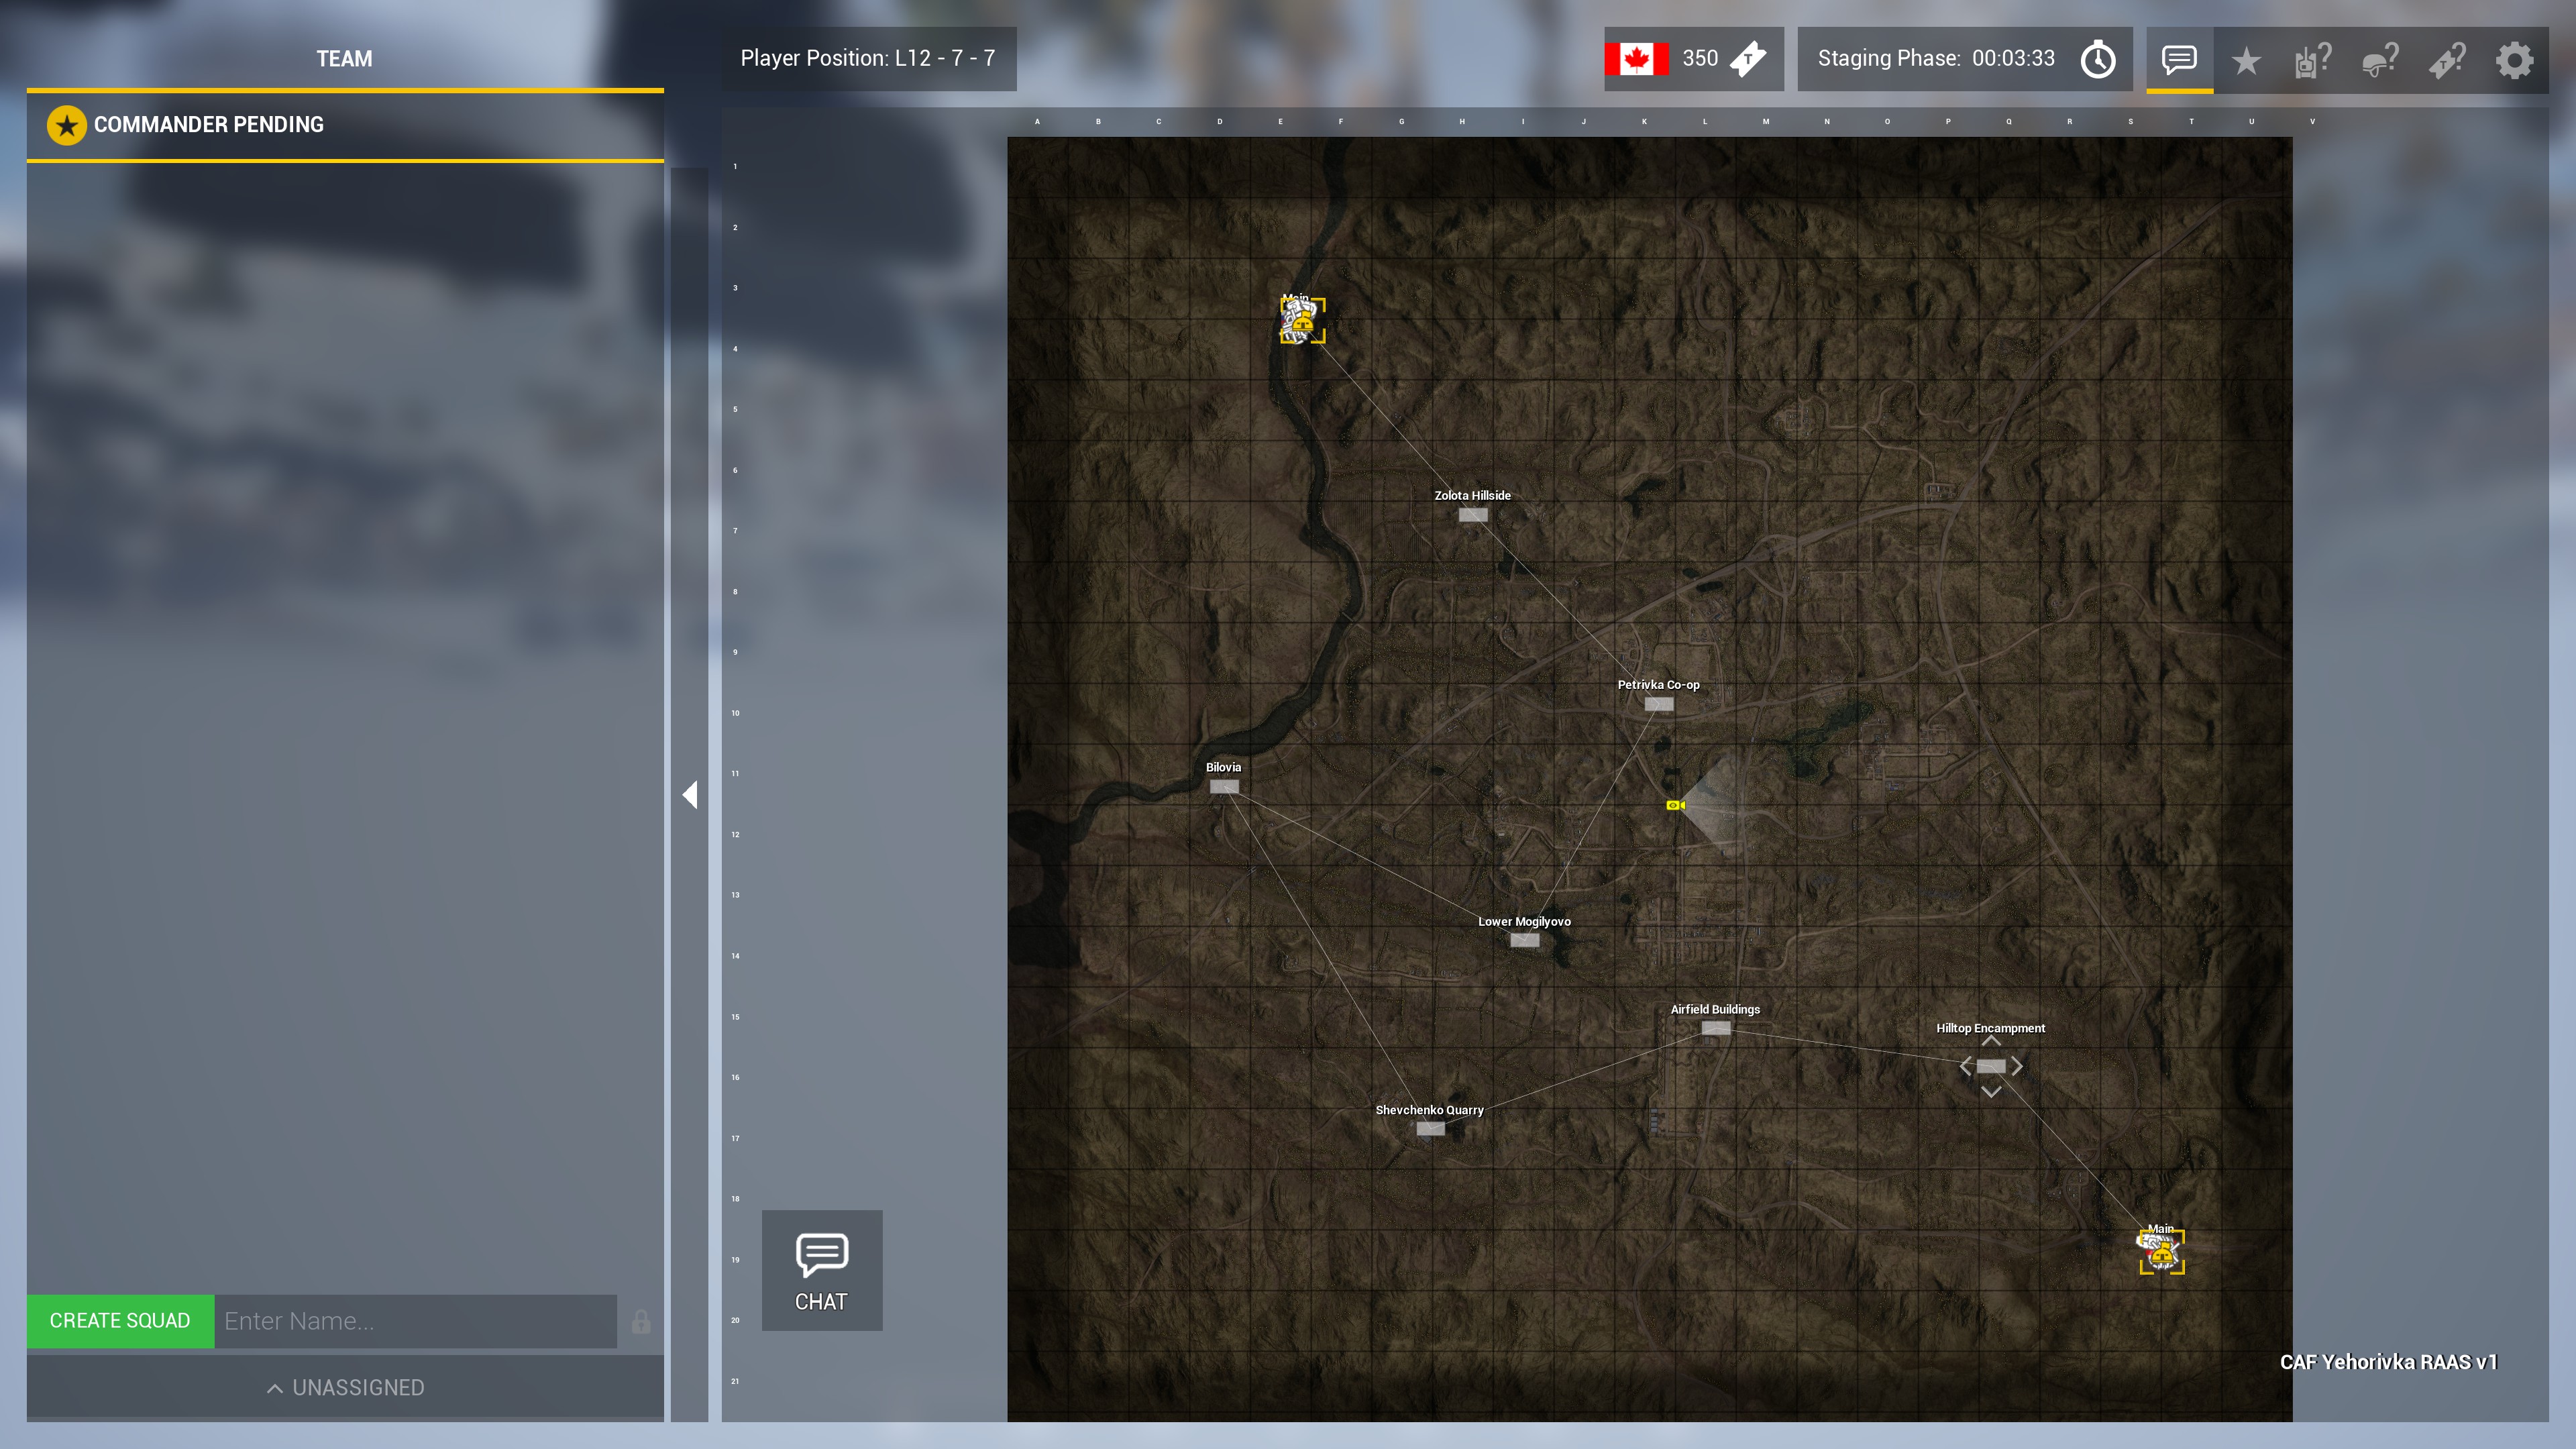 TEAM
Player Position: L12 - 7 - 7
350
T
Staging Phase: 00:03:33
COMMANDER PENDING
A B C D E F G H I J K L M N O P Q R S T U V
1
2
3
Main
4
5
6
Zolota Hillside
7
8
9
Petrivka Co-op
10
Bilovia
11
12
13
Lower Mogilyovo
14
Airfield Buildings
15
Hilltop Encampment
16
Shevchenko Quarry
17
18
Main
19
CHAT
20
CREATE SQUAD
Enter Name...
CAF Yehorivka RAAS v1
21
UNASSIGNED